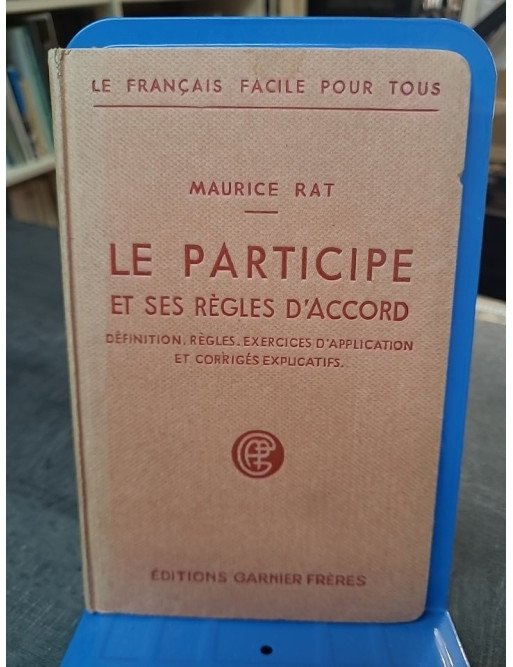 LE FRANÇAIS FACILE POUR TOUS
MAURICE RAT
LE PARTICIPE
ET SES RÈGLES D'ACCORD
DÉFINITION. RÈGLES. EXERCICES D'APPLICATION
ET CORRIGÉS EXPLICATIFS.
ÉDITIONS GARNIER FRÈRES